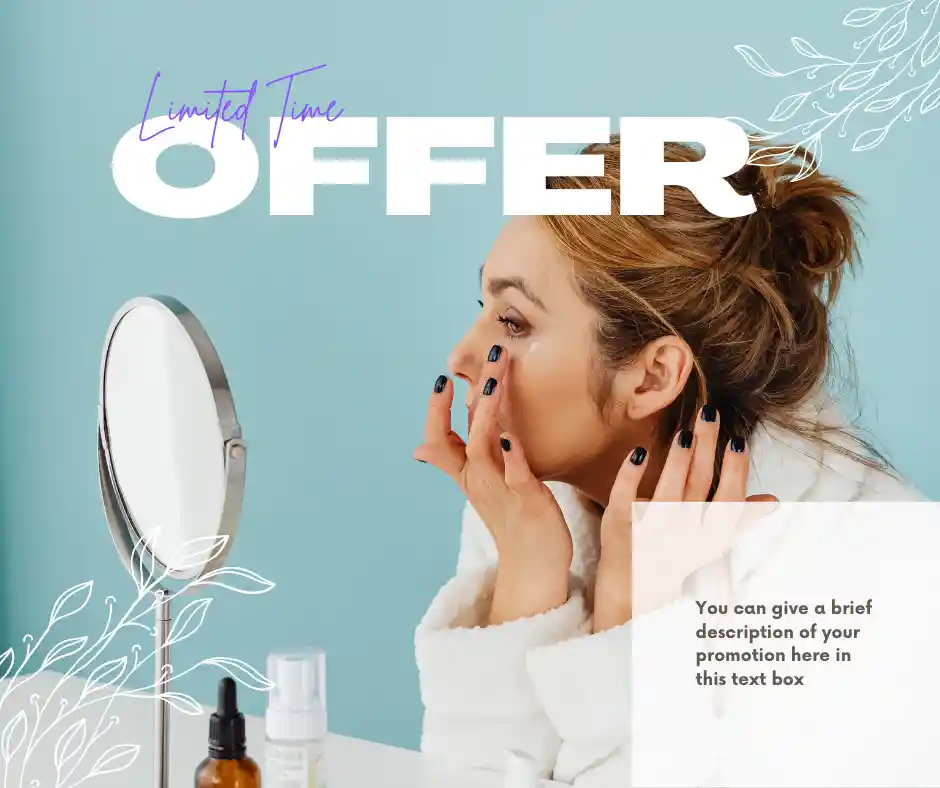 Limited Time
OFFER
You can give a brief
description of your
promotion here in
this text box